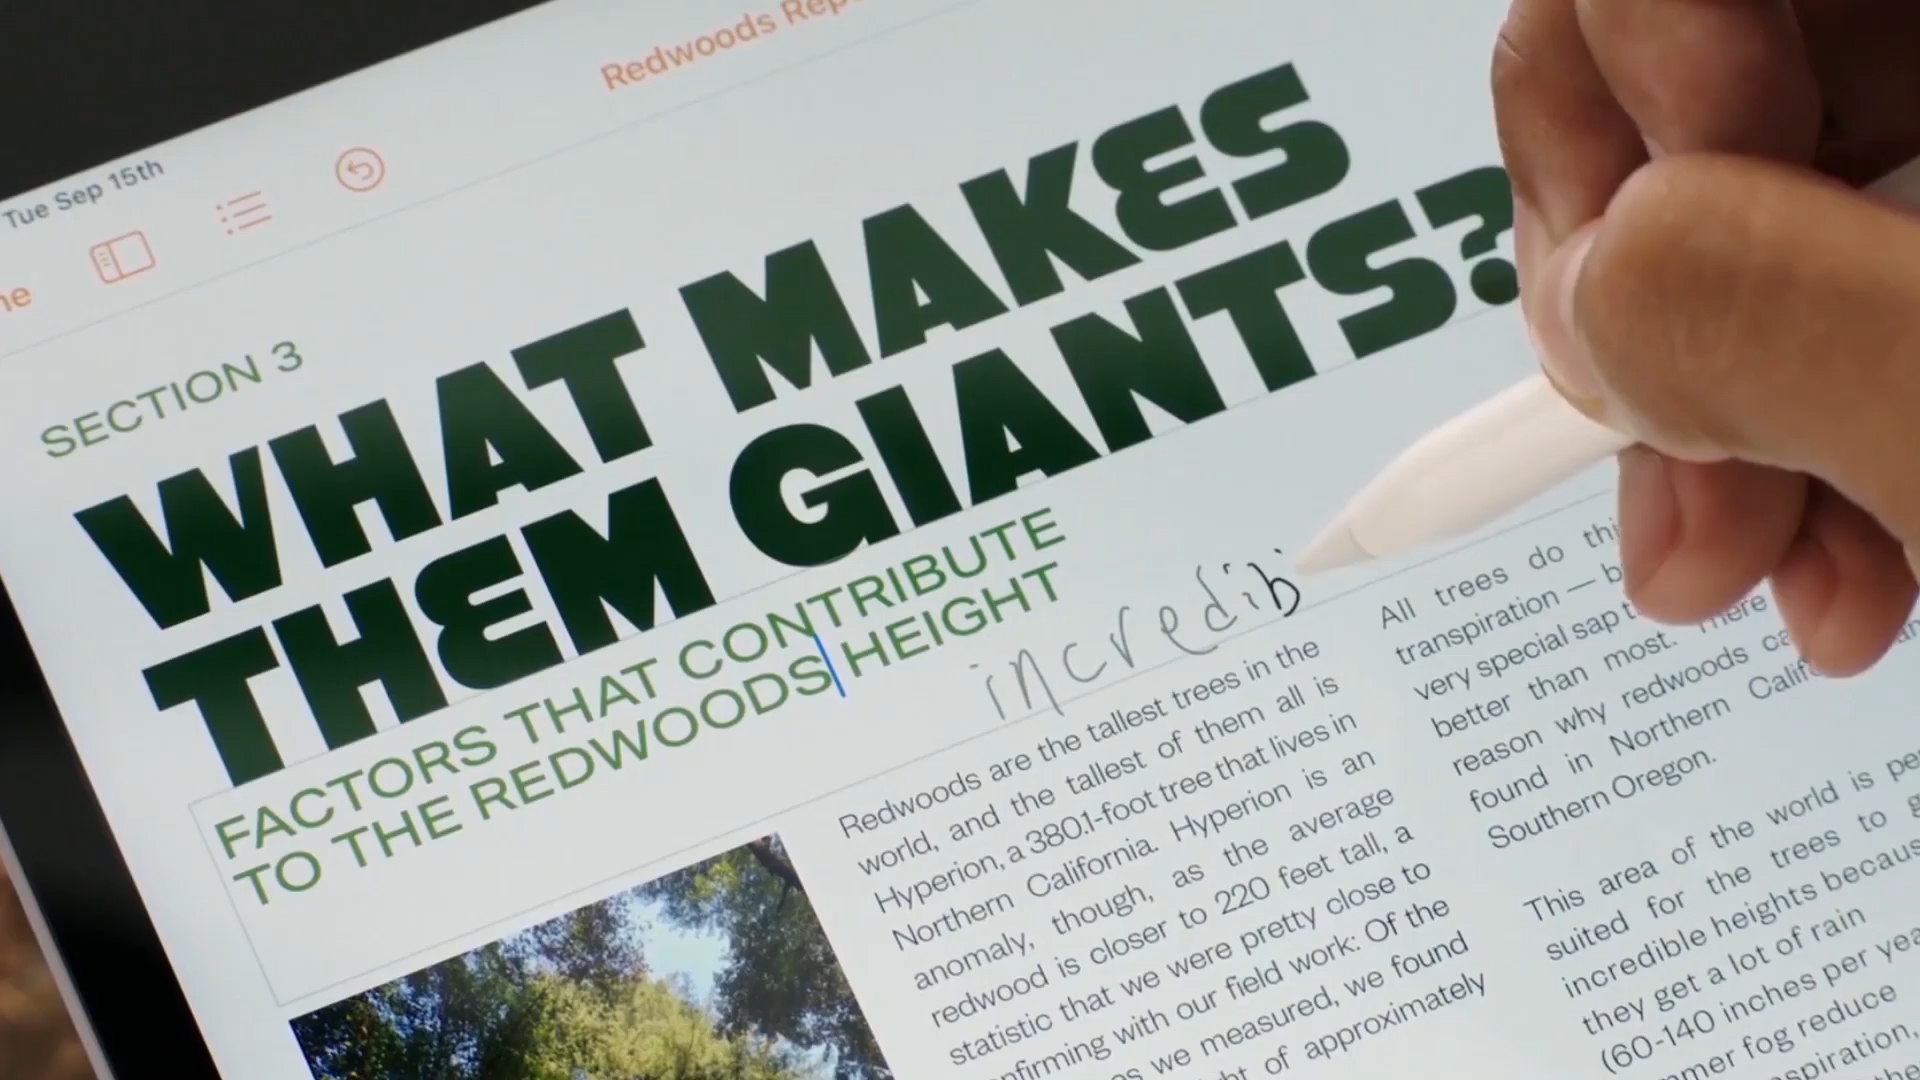 Redwoods
Tue Sep 15th
SECTION 3
WHAT MAKES
THEM GIANTS?
FACTORS THAT CONTRIBUTE
TO THE REDWOODS HEIGHT
incredib
Redwoods are the tallest trees in the
world, and the tallest of them all is
Hyperion, a 380.1-foot tree that lives in
Northern California. Hyperion is an
anomaly, though, as the average
redwood is closer to 220 feet tall, a
statistic that we were pretty close to
nfirming with our field work: Of the
we measured, we found
ht of approximately
All trees do thi
transpiration — b
very special sap t
better than most. There
reason why redwoods ca
found in Northern Califo
Southern Oregon.
This area of the world is pe
suited for the trees to g
incredible heights becaus
they get a lot of rain
(60-140 inches per yea
mmer fog reduce
spiration,